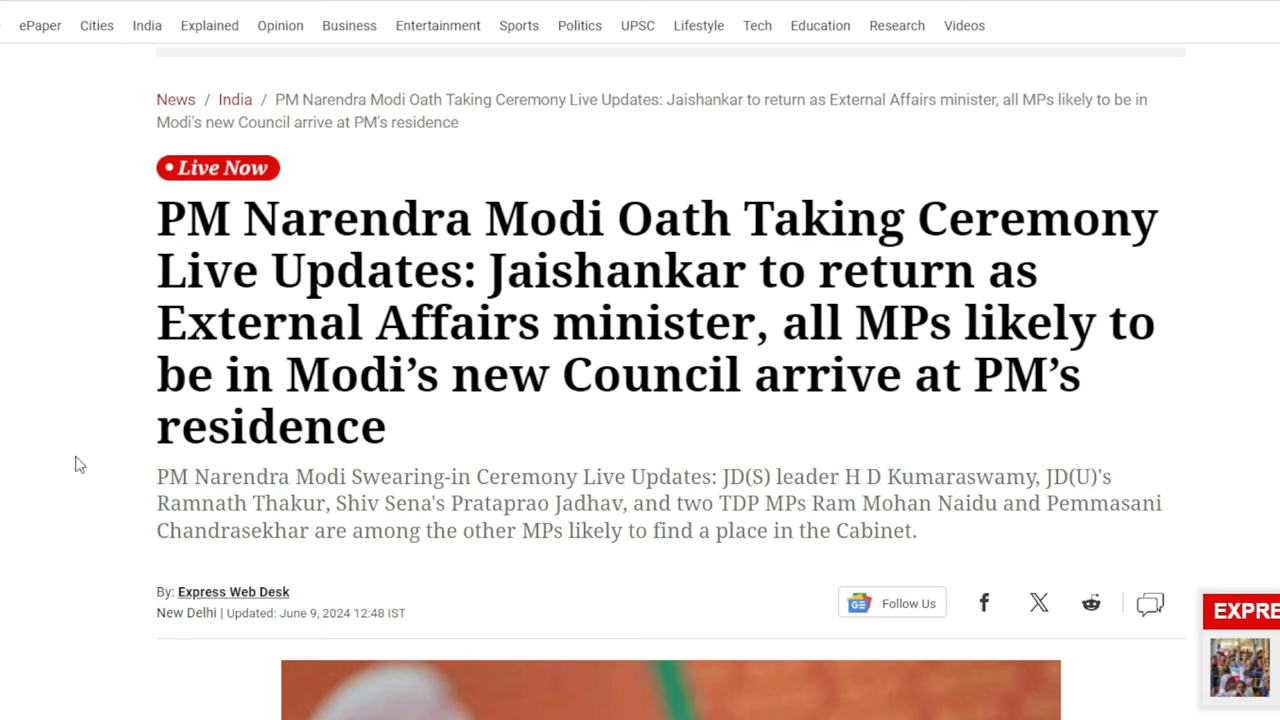 ePaper Cities India Explained Opinion Business Entertainment Sports Politics UPSC Lifestyle Tech Education Research Videos
News / India / PM Narendra Modi Oath Taking Ceremony Live Updates: Jaishankar to return as External Affairs minister, all MPs likely to be in
Modi's new Council arrive at PM's residence
Live Now
PM Narendra Modi Oath Taking Ceremony
Live Updates: Jaishankar to return as
External Affairs minister, all MPs likely to
be in Modi’s new Council arrive at PM’s
residence
PM Narendra Modi Swearing-in Ceremony Live Updates: JD(S) leader H D Kumaraswamy, JD(U)'s
Ramnath Thakur, Shiv Sena's Prataprao Jadhav, and two TDP MPs Ram Mohan Naidu and Pemmasani
Chandrasekhar are among the other MPs likely to find a place in the Cabinet.
By: Express Web Desk
New Delhi | Updated: June 9, 2024 12:48 IST
GE Follow Us
EXPRE